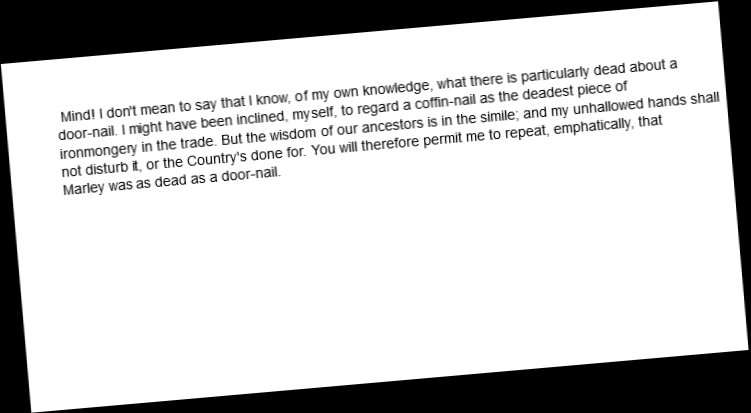 Mind! I don't mean to say that I know, of my own knowledge, what there is particularly dead about a
door-nail. I might have been inclined, myself, to regard a coffin-nail as the deadest piece of
ironmongery in the trade. But the wisdom of our ancestors is in the simile; and my unhallowed hands shall
not disturb it, or the Country's done for. You will therefore permit me to repeat, emphatically, that
Marley was as dead as a door-nail.